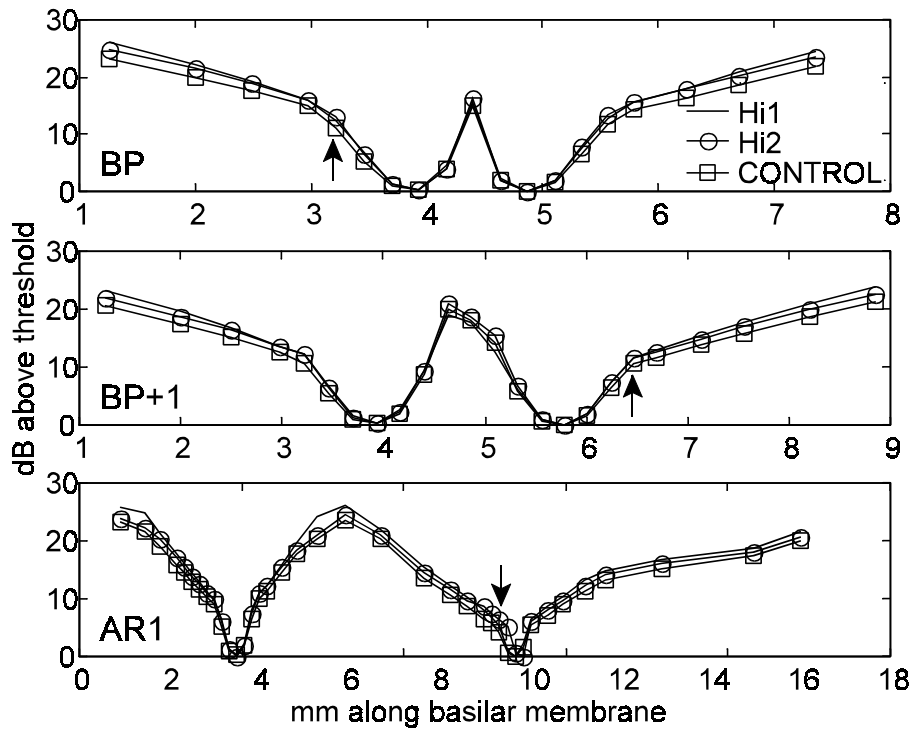 30
20
10
0
BP
Hi1
Hi2
CONTROL
1 2 3 4 5 6 7 8
30
20
10
0
BP+1
1 2 3 4 5 6 7 8 9
dB above threshold
30
20
10
0
AR1
0 2 4 6 8 10 12 14 16 18
mm along basilar membrane